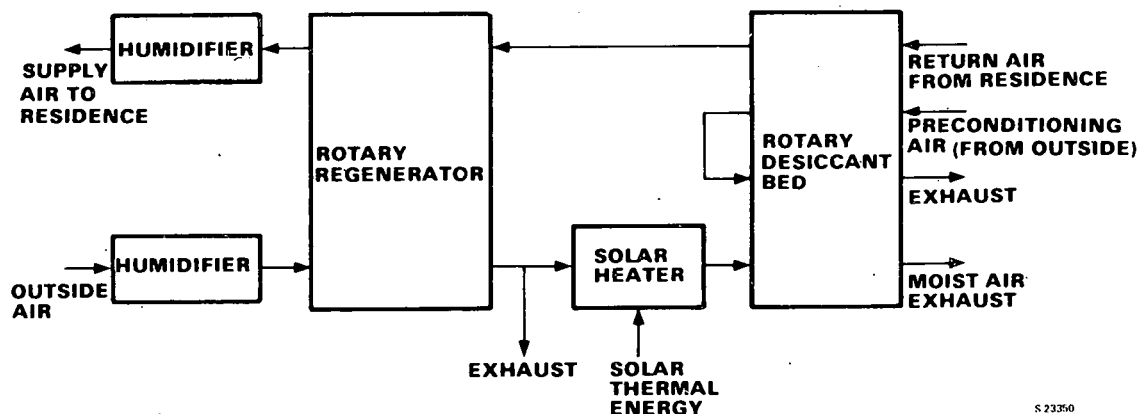 HUMIDIFIER
SUPPLY
AIR TO
RESIDENCE
ROTARY
REGENERATOR
RETURN AIR
FROM RESIDENCE
PRECONDITIONING
AIR (FROM OUTSIDE)
ROTARY
DESICCANT
BED
EXHAUST
HUMIDIFIER
OUTSIDE
AIR
SOLAR
HEATER
MOIST AIR
EXHAUST
EXHAUST
SOLAR
THERMAL
ENERGY
S 23350